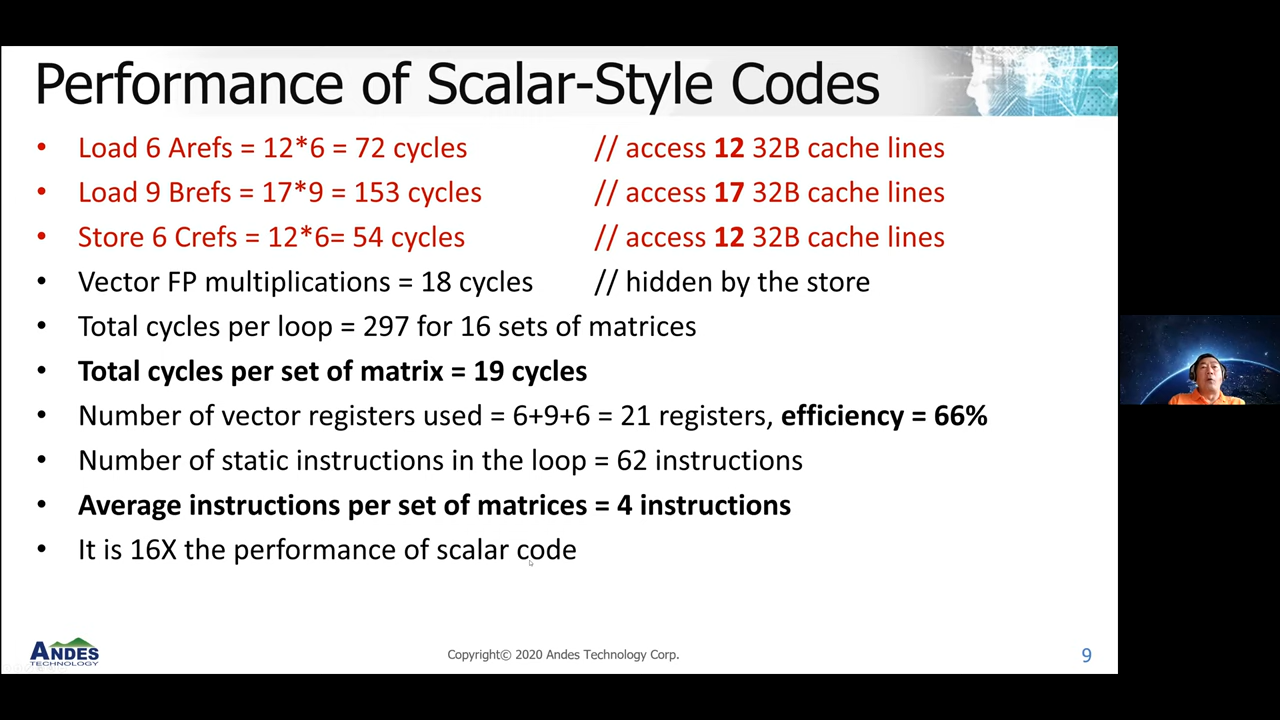 Performance of Scalar-Style Codes
• Load 6 Arefs = 12*6 = 72 cycles // access 12 32B cache lines
• Load 9 Brefs = 17*9 = 153 cycles // access 17 32B cache lines
• Store 6 Crefs = 12*6= 54 cycles // access 12 32B cache lines
• Vector FP multiplications = 18 cycles // hidden by the store
• Total cycles per loop = 297 for 16 sets of matrices
• Total cycles per set of matrix = 19 cycles
• Number of vector registers used = 6+9+6 = 21 registers, efficiency = 66%
• Number of static instructions in the loop = 62 instructions
• Average instructions per set of matrices = 4 instructions
• It is 16X the performance of scalar code
ANDES
TECHNOLOGY
Copyright© 2020 Andes Technology Corp.
9